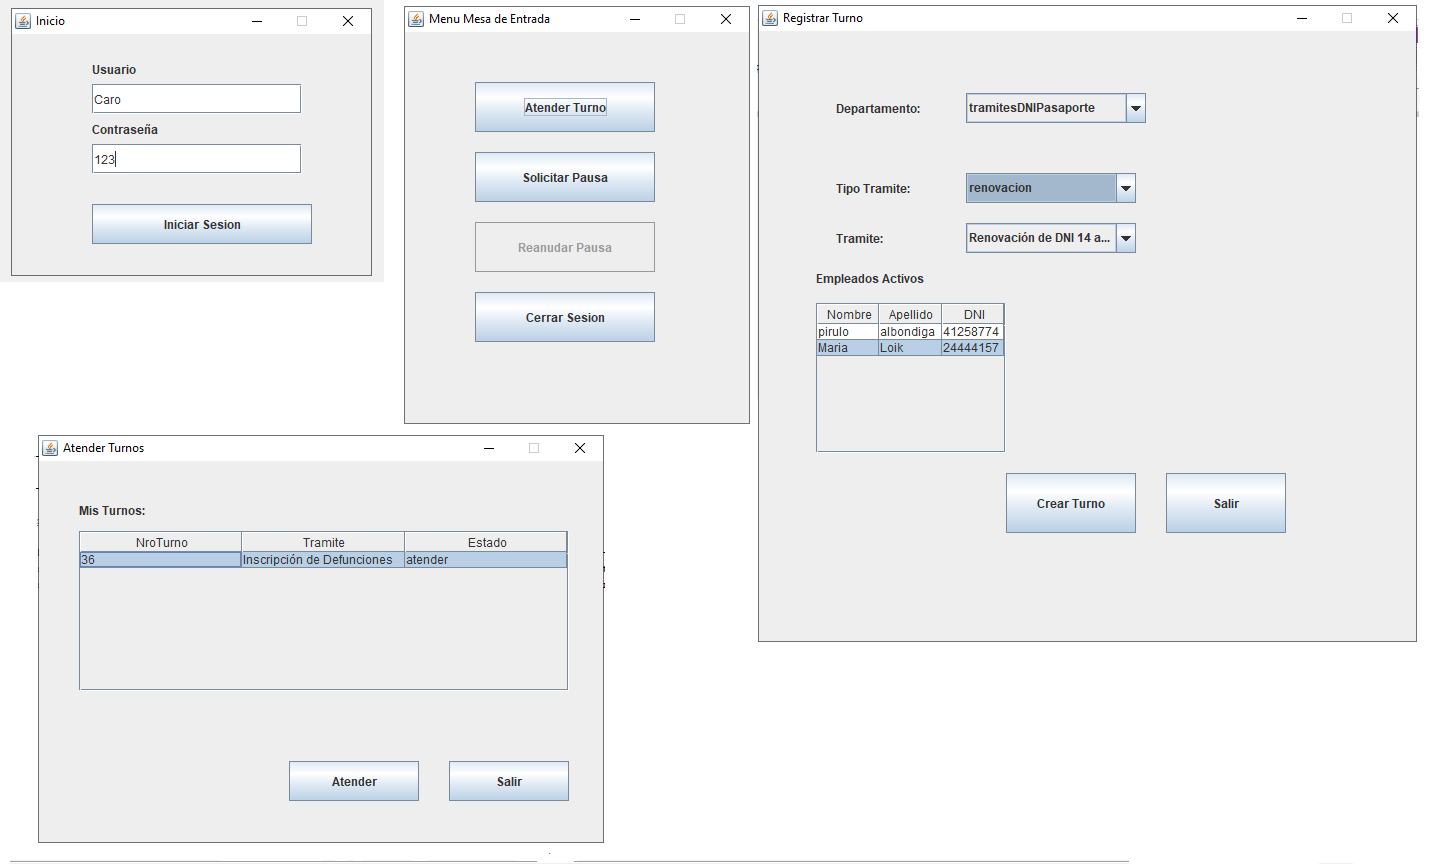 Inicio
Usuario
Caro
Contraseña
123
Iniciar Sesion
Menu Mesa de Entrada
Atender Turno
Solicitar Pausa
Reanudar Pausa
Cerrar Sesion
Registrar Turno
Departamento: tramitesDNIPasaporte
Tipo Tramite: renovacion
Tramite: Renovación de DNI 14 a...
Empleados Activos
Nombre Apellido DNI
pirulo albondiga 41258774
Maria Loik 24444157
Crear Turno Salir
Atender Turnos
Mis Turnos:
NroTurno Tramite Estado
36 Inscripción de Defunciones atender
Atender Salir